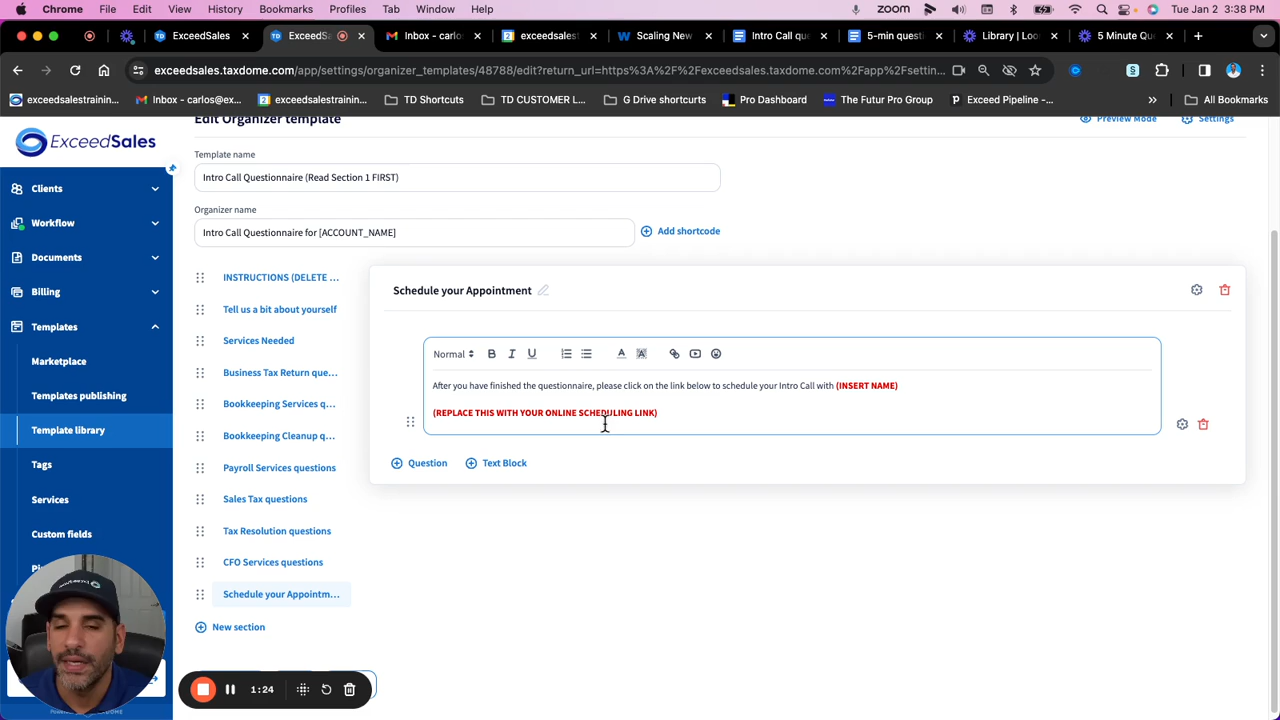 Chrome File Edit View History Bookmarks Profiles Tab Window Help ZOOM Tue Jan 2 3:38 PM
ExceedSales
ExceedS
Inbox - carlos
exceedsales
Scaling New
Intro Call qu
5-min questi
Library | Loo
5 Minute Qu
exceedsales.taxdome.com/app/settings/organizer_templates/48788/edit?return_url=https%3A%2F%2Fexceedsales.taxdome.com%2Fapp%2Fsettin...
exceedsalestrainin... Inbox - carlos@ex... exceedsalestrainin... TD Shortcuts TD CUSTOMER L... G Drive shortcurts Pro Dashboard The Futur Pro Group Exceed Pipeline -... All Bookmarks
ExceedSales
Clients
Workflow
Documents
Billing
Templates
Marketplace
Templates publishing
Template library
Tags
Services
Custom fields
Edit Organizer template
Preview Mode
Settings
Template name
Intro Call Questionnaire (Read Section 1 FIRST)
Organizer name
Intro Call Questionnaire for [ACCOUNT_NAME]
Add shortcode
INSTRUCTIONS (DELETE ...
Tell us a bit about yourself
Services Needed
Business Tax Return que...
Bookkeeping Services q...
Bookkeeping Cleanup q...
Payroll Services questions
Sales Tax questions
Tax Resolution questions
CFO Services questions
Schedule your Appointm...
New section
Schedule your Appointment
Normal B I U A
After you have finished the questionnaire, please click on the link below to schedule your Intro Call with (INSERT NAME)
(REPLACE THIS WITH YOUR ONLINE SCHEDULING LINK)
Question
Text Block
1:24